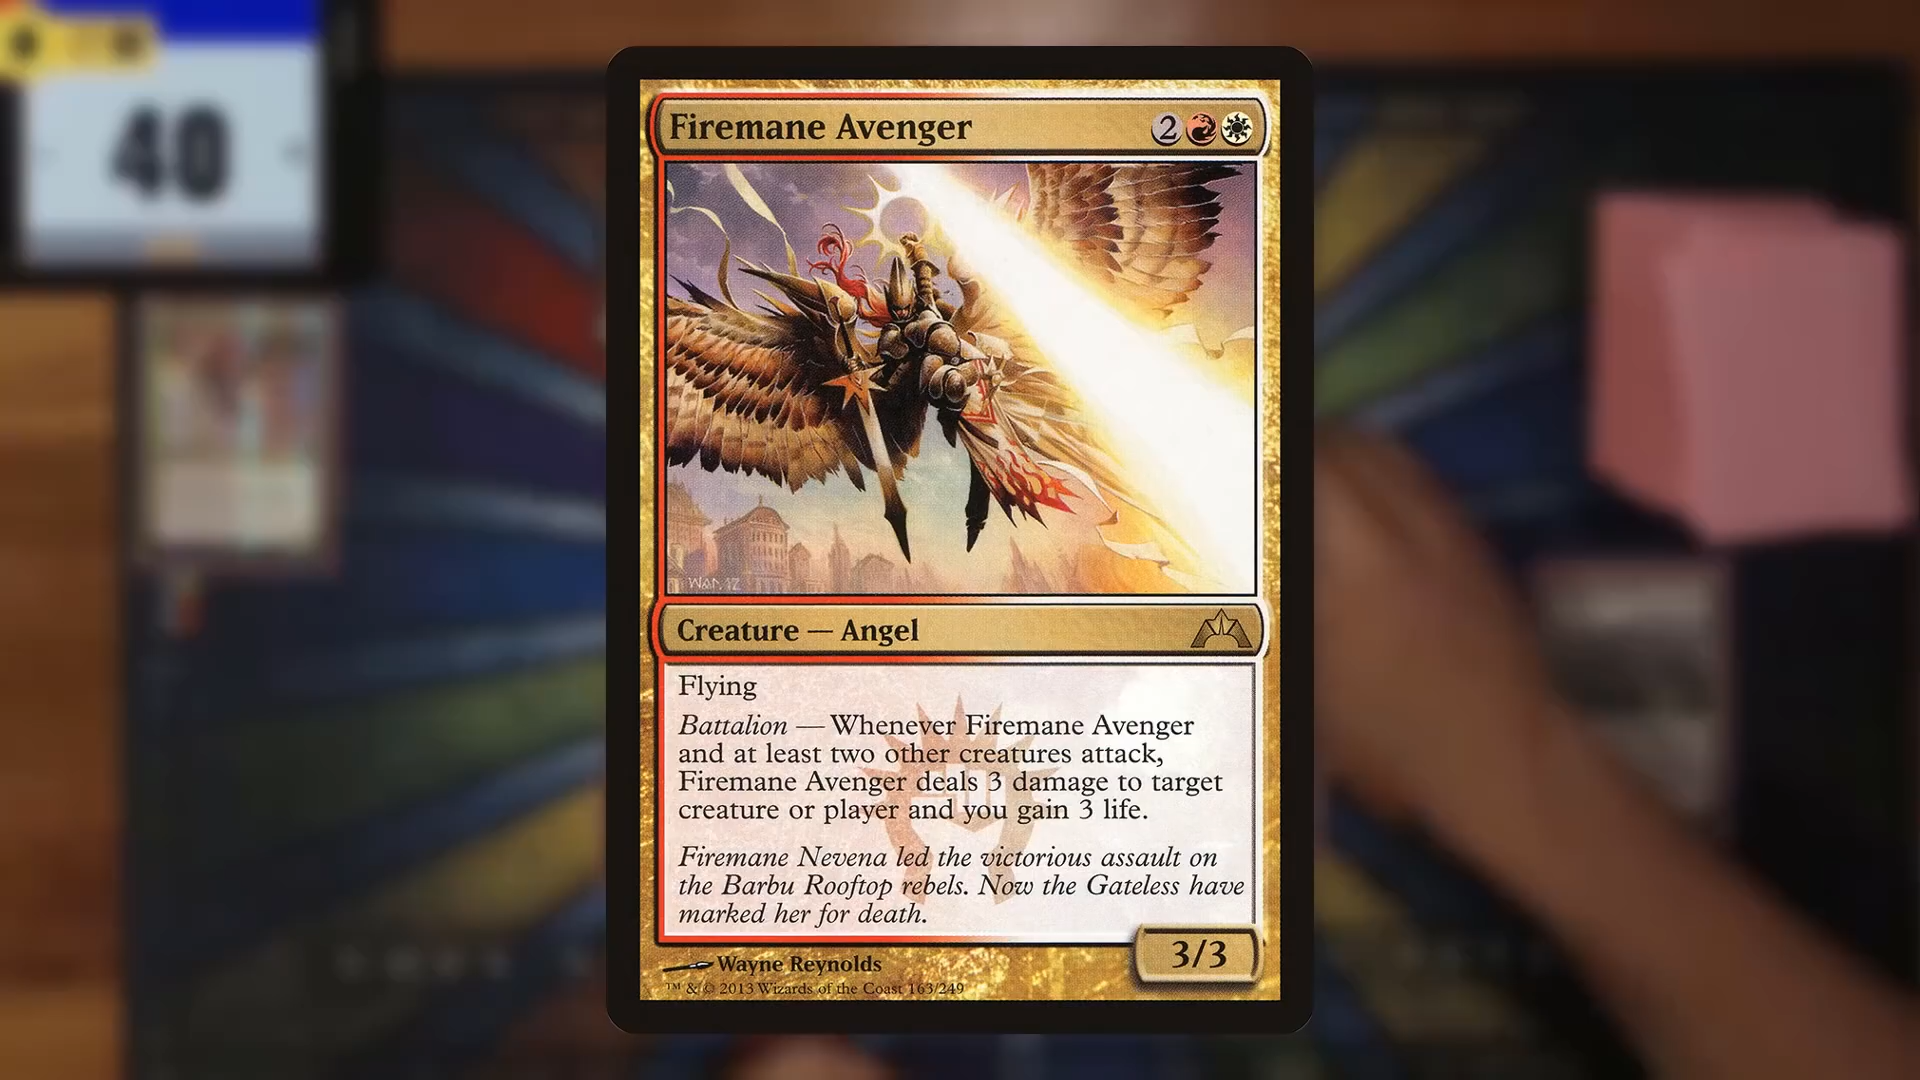 40
Firemane Avenger 2
WAR.12
Creature — Angel
Flying
Battalion — Whenever Firemane Avenger
and at least two other creatures attack,
Firemane Avenger deals 3 damage to target
creature or player and you gain 3 life.
Firemane Nevena led the victorious assault on
the Barbu Rooftop rebels. Now the Gateless have
marked her for death.
3/3
Wayne Reynolds
™ & © 2013 Wizards of the Coast 163/249